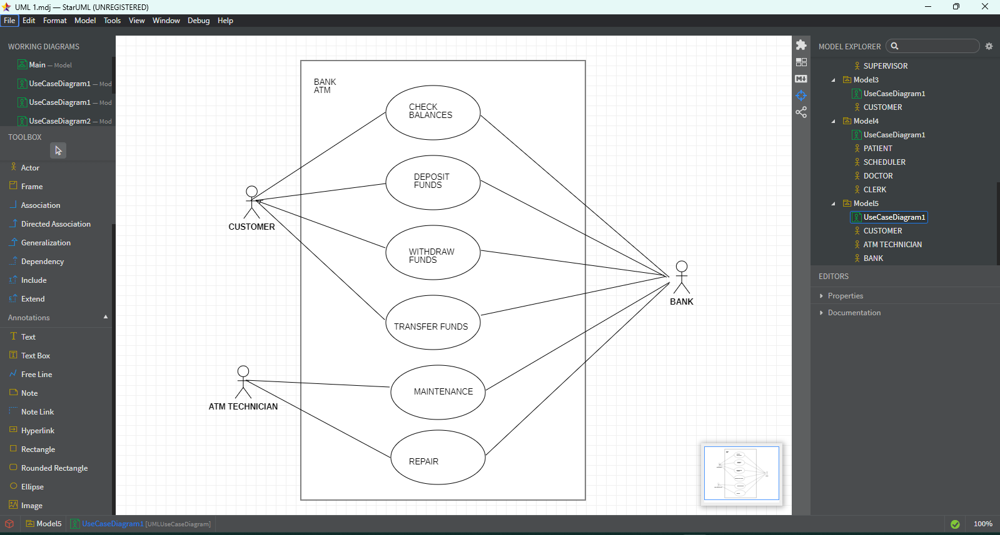 UML 1.mdj — StarUML (UNREGISTERED)
File Edit Format Model Tools View Window Debug Help
WORKING DIAGRAMS
Main — Model
UseCaseDiagram1 — Mod
UseCaseDiagram1 — Mod
UseCaseDiagram2 — Mod
TOOLBOX
Actor
Frame
Association
Directed Association
Generalization
Dependency
Include
Extend
Annotations
Text
Text Box
Free Line
Note
Note Link
Hyperlink
Rectangle
Rounded Rectangle
Ellipse
Image
BANK
ATM
CHECK
BALANCES
DEPOSIT
FUNDS
WITHDRAW
FUNDS
TRANSFER FUNDS
MAINTENANCE
REPAIR
CUSTOMER
ATM TECHNICIAN
BANK
MODEL EXPLORER
SUPERVISOR
Model3
UseCaseDiagram1
CUSTOMER
Model4
UseCaseDiagram1
PATIENT
SCHEDULER
DOCTOR
CLERK
Model5
UseCaseDiagram1
CUSTOMER
ATM TECHNICIAN
BANK
EDITORS
Properties
Documentation
Model5 UseCaseDiagram1 [UMLUseCaseDiagram]
100%